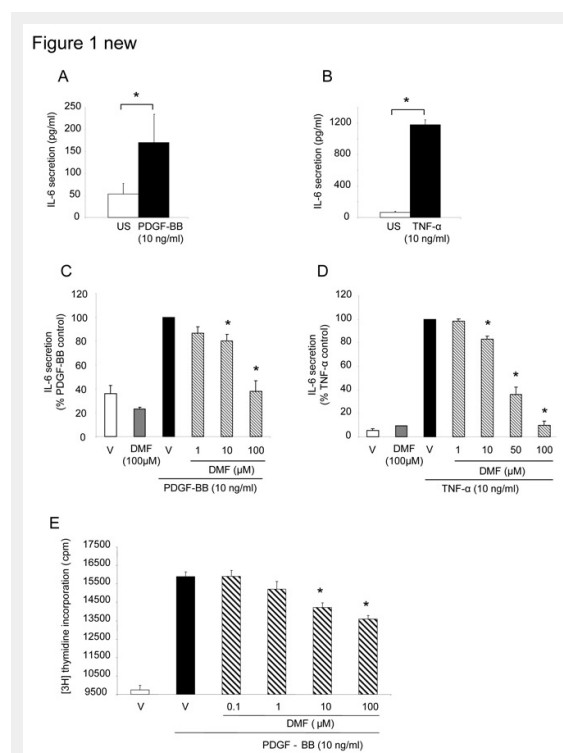 Figure 1 new
A
IL-6 secretion (pg/ml)
250
200
150
100
50
0
*
US PDGF-BB
(10 ng/ml)
B
IL-6 secretion (pg/ml)
1200
800
400
0
*
US TNF-α
(10 ng/ml)
C
IL-6 secretion
(% PDGF-BB control)
120
100
80
60
40
20
0
* *
V DMF V 1 10 100
(100µM)
DMF (µM)
PDGF-BB (10 ng/ml)
D
IL-6 secretion
(% TNF-α control)
120
100
80
60
40
20
0
* * *
V DMF V 1 10 50 100
(100µM)
DMF (µM)
TNF-α (10 ng/ml)
E
[3H] thymidine incorporation (cpm)
17500
16500
15500
14500
13500
12500
11500
10500
9500
* *
V V 0.1 1 10 100
DMF (µM)
PDGF - BB (10 ng/ml)